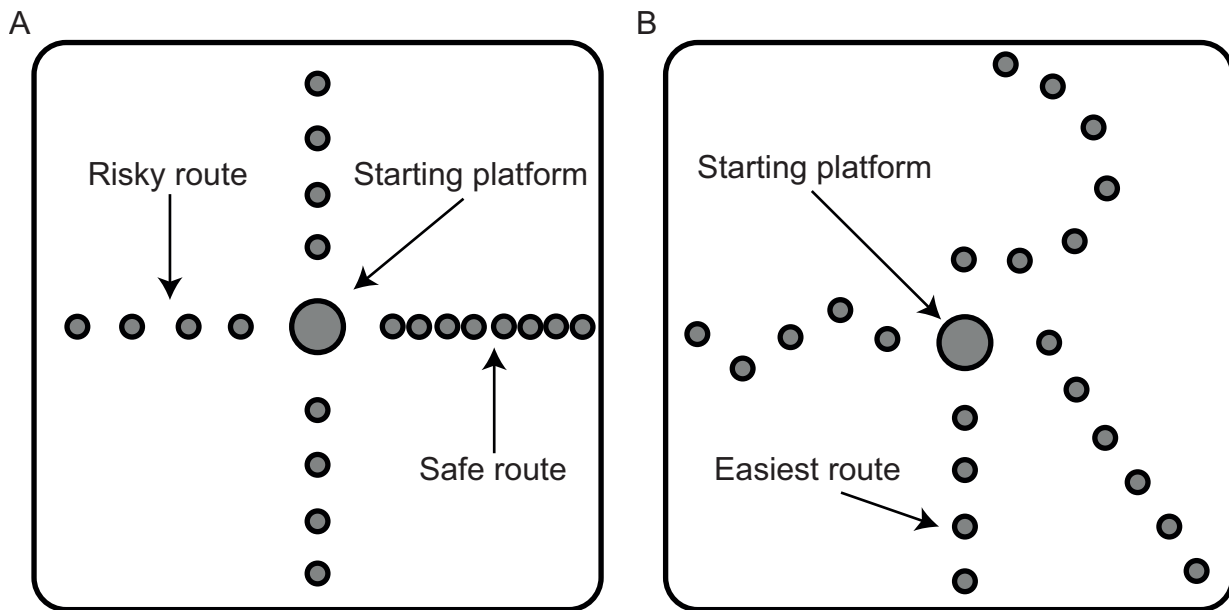 A
B
Risky route
Starting platform
Safe route
Starting platform
Easiest route